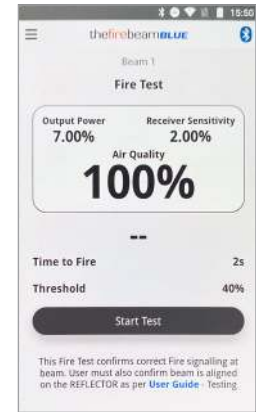 15:50
thefirebeamBLUE
Beam 1
Fire Test
Output Power Receiver Sensitivity
7.00% 2.00%
Air Quality
100%
--
Time to Fire 2s
Threshold 40%
Start Test
This Fire Test confirms correct Fire signalling at
beam. User must also confirm beam is aligned
on the REFLECTOR as per User Guide - Testing